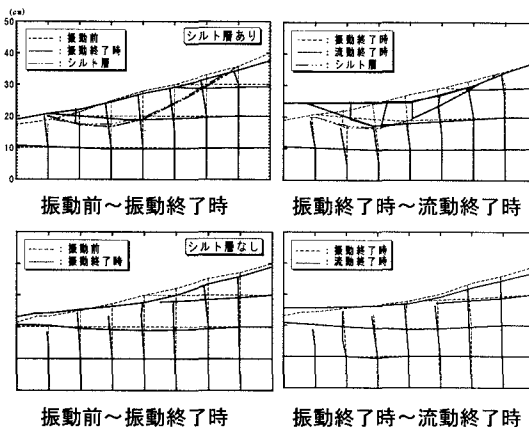 (cm)
50
40
30
20
10
0
---- : 振動前
—— : 振動終了時
-·-·- : シルト層
シルト層あり
振動前～振動終了時
---- : 振動終了時
—— : 流動終了時
-·-·- : シルト層
振動終了時～流動終了時
---- : 振動前
—— : 振動終了時
シルト層なし
振動前～振動終了時
---- : 振動終了時
—— : 流動終了時
振動終了時～流動終了時